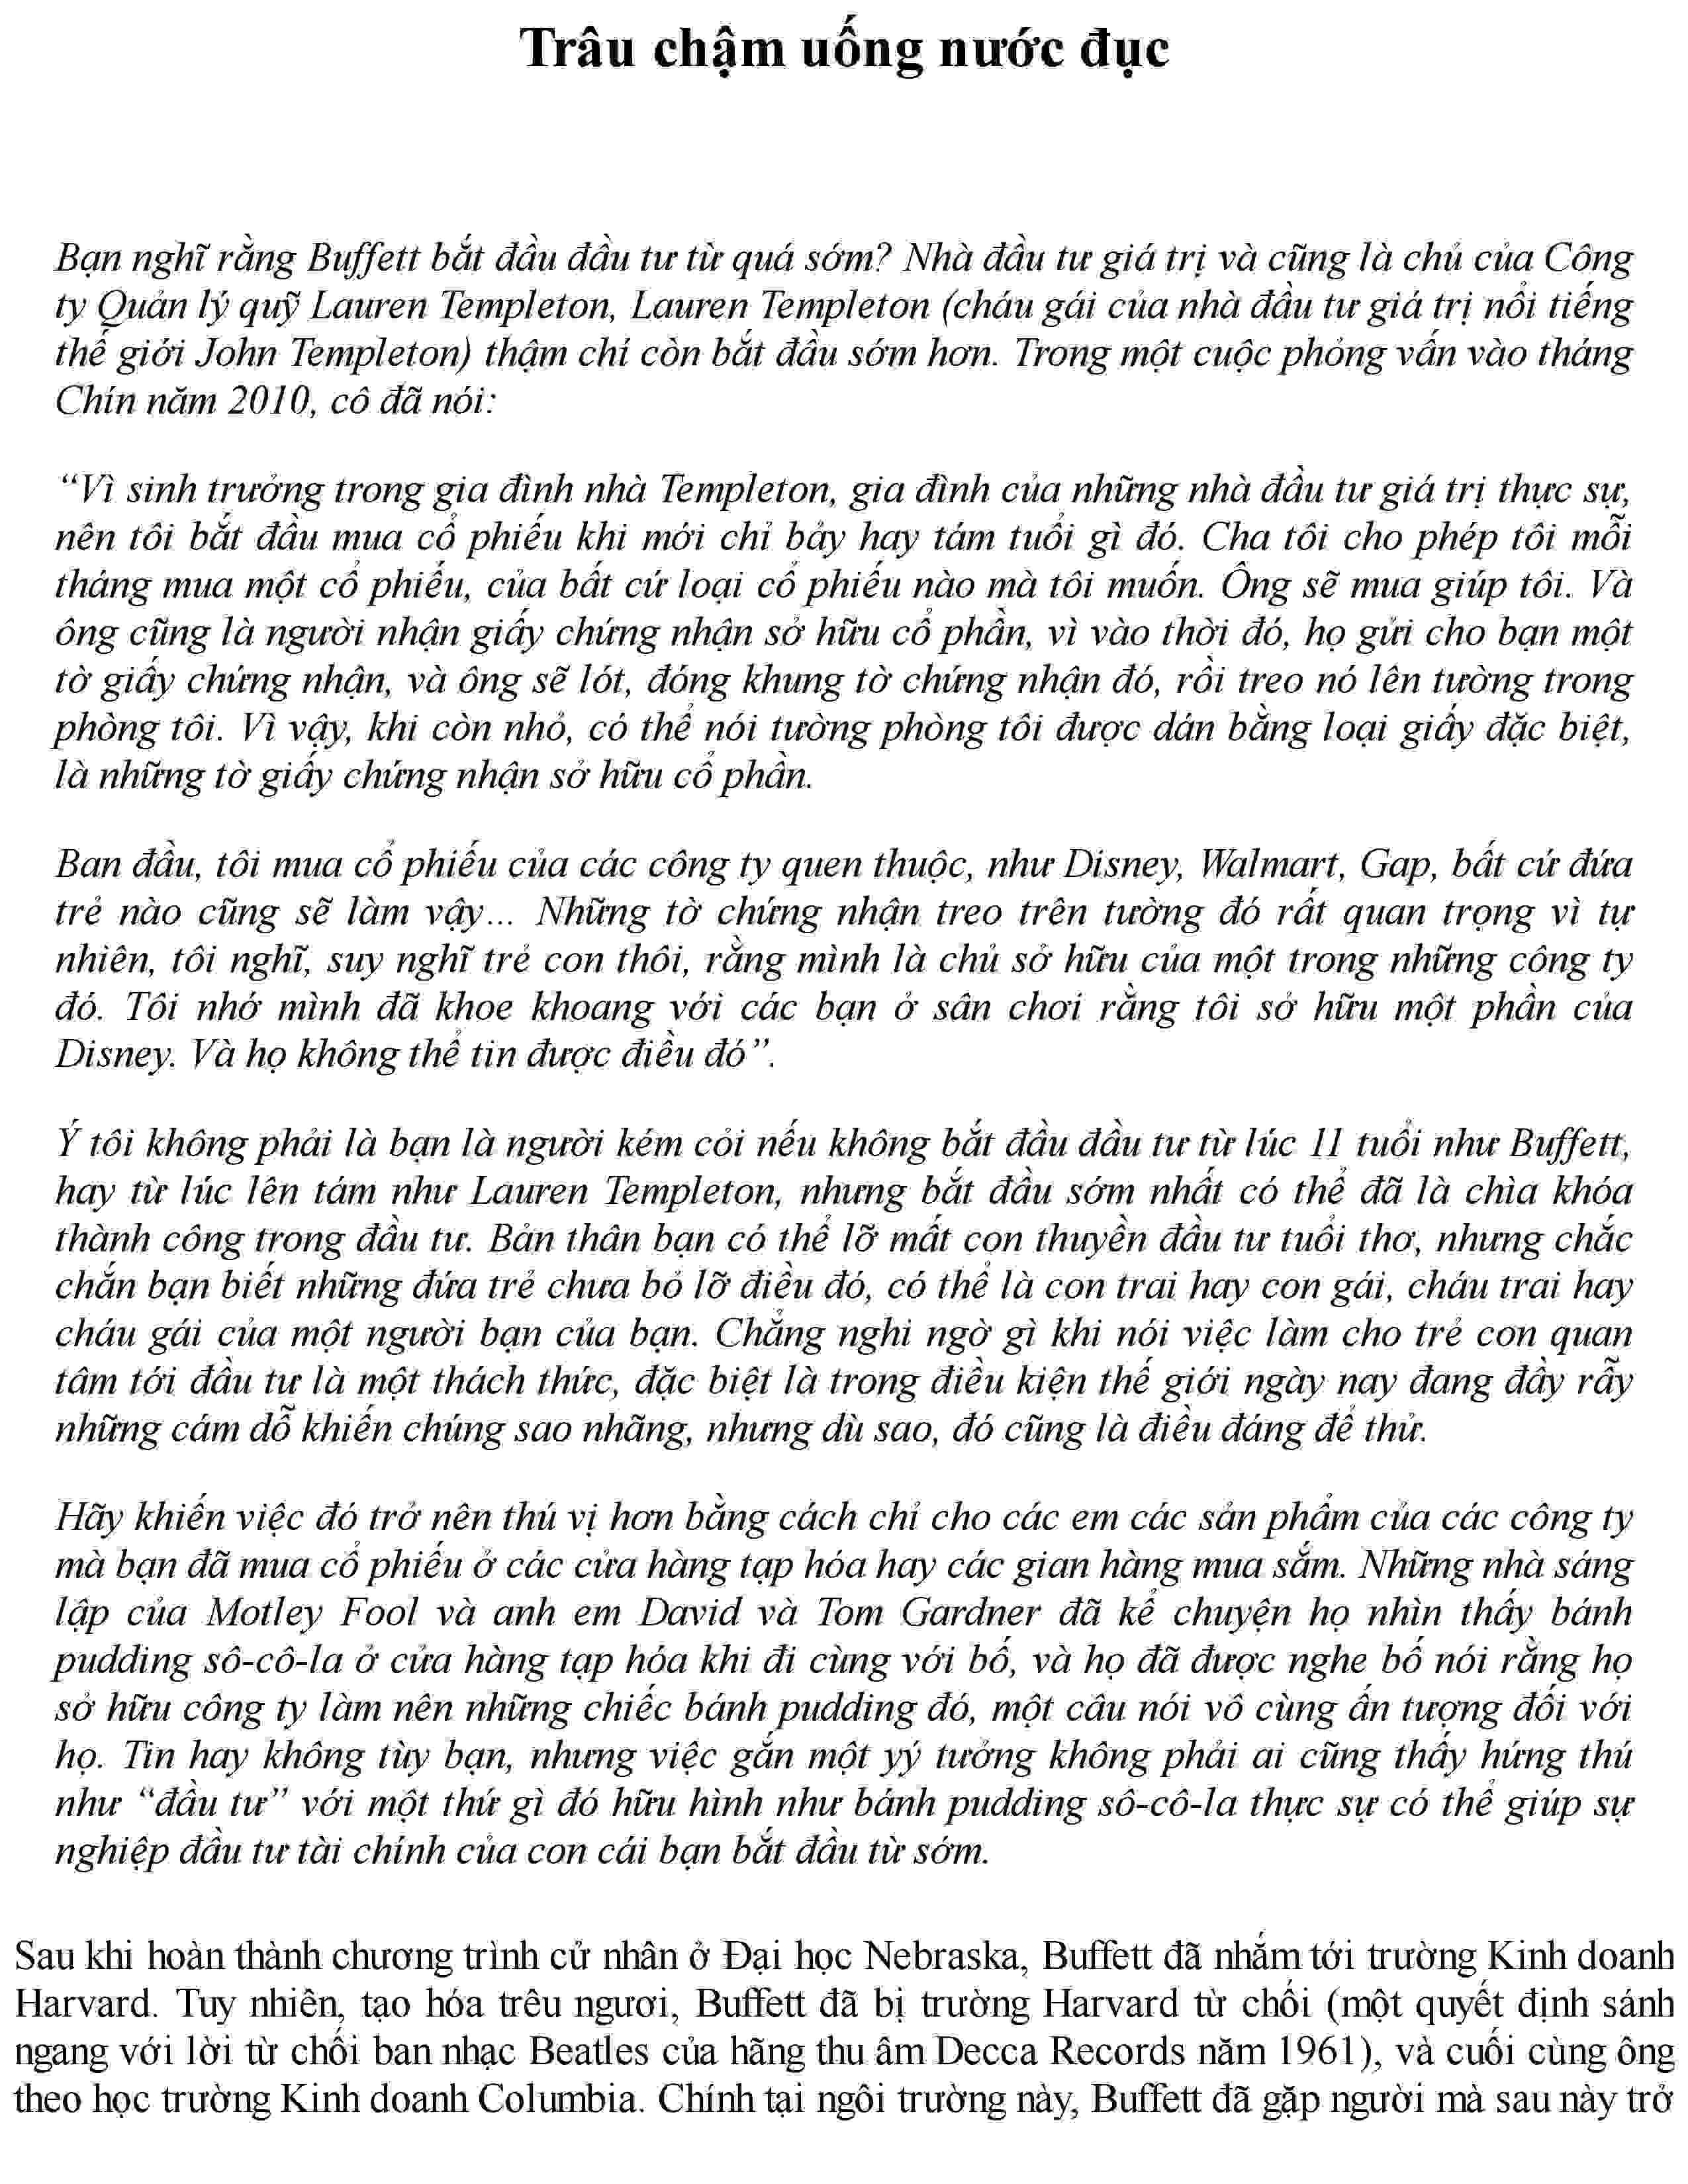 Trâu chậm uống nước đục
Bạn nghĩ rằng Buffett bắt đầu đầu tư từ quá sớm? Nhà đầu tư giá trị và cũng là chủ của Công
ty Quản lý quỹ Lauren Templeton, Lauren Templeton (cháu gái của nhà đầu tư giá trị nổi tiếng
thế giới John Templeton) thậm chí còn bắt đầu sớm hơn. Trong một cuộc phỏng vấn vào tháng
Chín năm 2010, cô đã nói:
“Vì sinh trưởng trong gia đình nhà Templeton, gia đình của những nhà đầu tư giá trị thực sự,
nên tôi bắt đầu mua cổ phiếu khi mới chỉ bảy hay tám tuổi gì đó. Cha tôi cho phép tôi mỗi
tháng mua một cổ phiếu, của bất cứ loại cổ phiếu nào mà tôi muốn. Ông sẽ mua giúp tôi. Và
ông cũng là người nhận giấy chứng nhận sở hữu cổ phần, vì vào thời đó, họ gửi cho bạn một
tờ giấy chứng nhận, và ông sẽ lót, đóng khung tờ chứng nhận đó, rồi treo nó lên tường trong
phòng tôi. Vì vậy, khi còn nhỏ, có thể nói tường phòng tôi được dán bằng loại giấy đặc biệt,
là những tờ giấy chứng nhận sở hữu cổ phần.
Ban đầu, tôi mua cổ phiếu của các công ty quen thuộc, như Disney, Walmart, Gap, bất cứ đứa
trẻ nào cũng sẽ làm vậy... Những tờ chứng nhận treo trên tường đó rất quan trọng vì tự
nhiên, tôi nghĩ, suy nghĩ trẻ con thôi, rằng mình là chủ sở hữu của một trong những công ty
đó. Tôi nhớ mình đã khoe khoang với các bạn ở sân chơi rằng tôi sở hữu một phần của
Disney. Và họ không thể tin được điều đó”.
Ý tôi không phải là bạn là người kém cỏi nếu không bắt đầu đầu tư từ lúc 11 tuổi như Buffett,
hay từ lúc lên tám như Lauren Templeton, nhưng bắt đầu sớm nhất có thể đã là chìa khóa
thành công trong đầu tư. Bản thân bạn có thể lỡ mất con thuyền đầu tư tuổi thơ, nhưng chắc
chắn bạn biết những đứa trẻ chưa bỏ lỡ điều đó, có thể là con trai hay con gái, cháu trai hay
cháu gái của một người bạn của bạn. Chẳng nghi ngờ gì khi nói việc làm cho trẻ con quan
tâm tới đầu tư là một thách thức, đặc biệt là trong điều kiện thế giới ngày nay đang đầy rẫy
những cám dỗ khiến chúng sao nhãng, nhưng dù sao, đó cũng là điều đáng để thử.
Hãy khiến việc đó trở nên thú vị hơn bằng cách chỉ cho các em các sản phẩm của các công ty
mà bạn đã mua cổ phiếu ở các cửa hàng tạp hóa hay các gian hàng mua sắm. Những nhà sáng
lập của Motley Fool và anh em David và Tom Gardner đã kể chuyện họ nhìn thấy bánh
pudding sô-cô-la ở cửa hàng tạp hóa khi đi cùng với bố, và họ đã được nghe bố nói rằng họ
sở hữu công ty làm nên những chiếc bánh pudding đó, một câu nói vô cùng ấn tượng đối với
họ. Tin hay không tùy bạn, nhưng việc gắn một yý tưởng không phải ai cũng thấy hứng thú
như “đầu tư” với một thứ gì đó hữu hình như bánh pudding sô-cô-la thực sự có thể giúp sự
nghiệp đầu tư tài chính của con cái bạn bắt đầu từ sớm.
Sau khi hoàn thành chương trình cử nhân ở Đại học Nebraska, Buffett đã nhắm tới trường Kinh doanh
Harvard. Tuy nhiên, tạo hóa trêu ngươi, Buffett đã bị trường Harvard từ chối (một quyết định sánh
ngang với lời từ chối ban nhạc Beatles của hãng thu âm Decca Records năm 1961), và cuối cùng ông
theo học trường Kinh doanh Columbia. Chính tại ngôi trường này, Buffett đã gặp người mà sau này trở